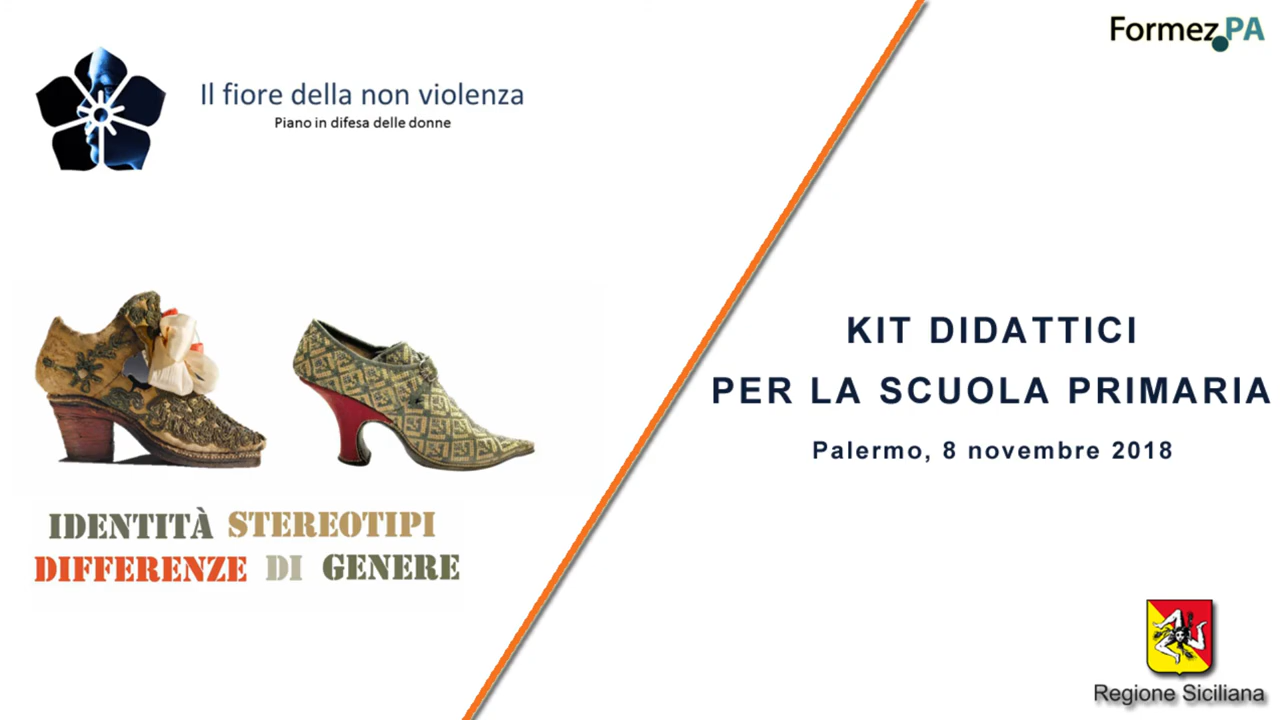 Formez.PA
Il fiore della non violenza
Piano in difesa delle donne
KIT DIDATTICI
PER LA SCUOLA PRIMARIA
Palermo, 8 novembre 2018
IDENTITÀ STEREOTIPI
DIFFERENZE DI GENERE
Regione Siciliana